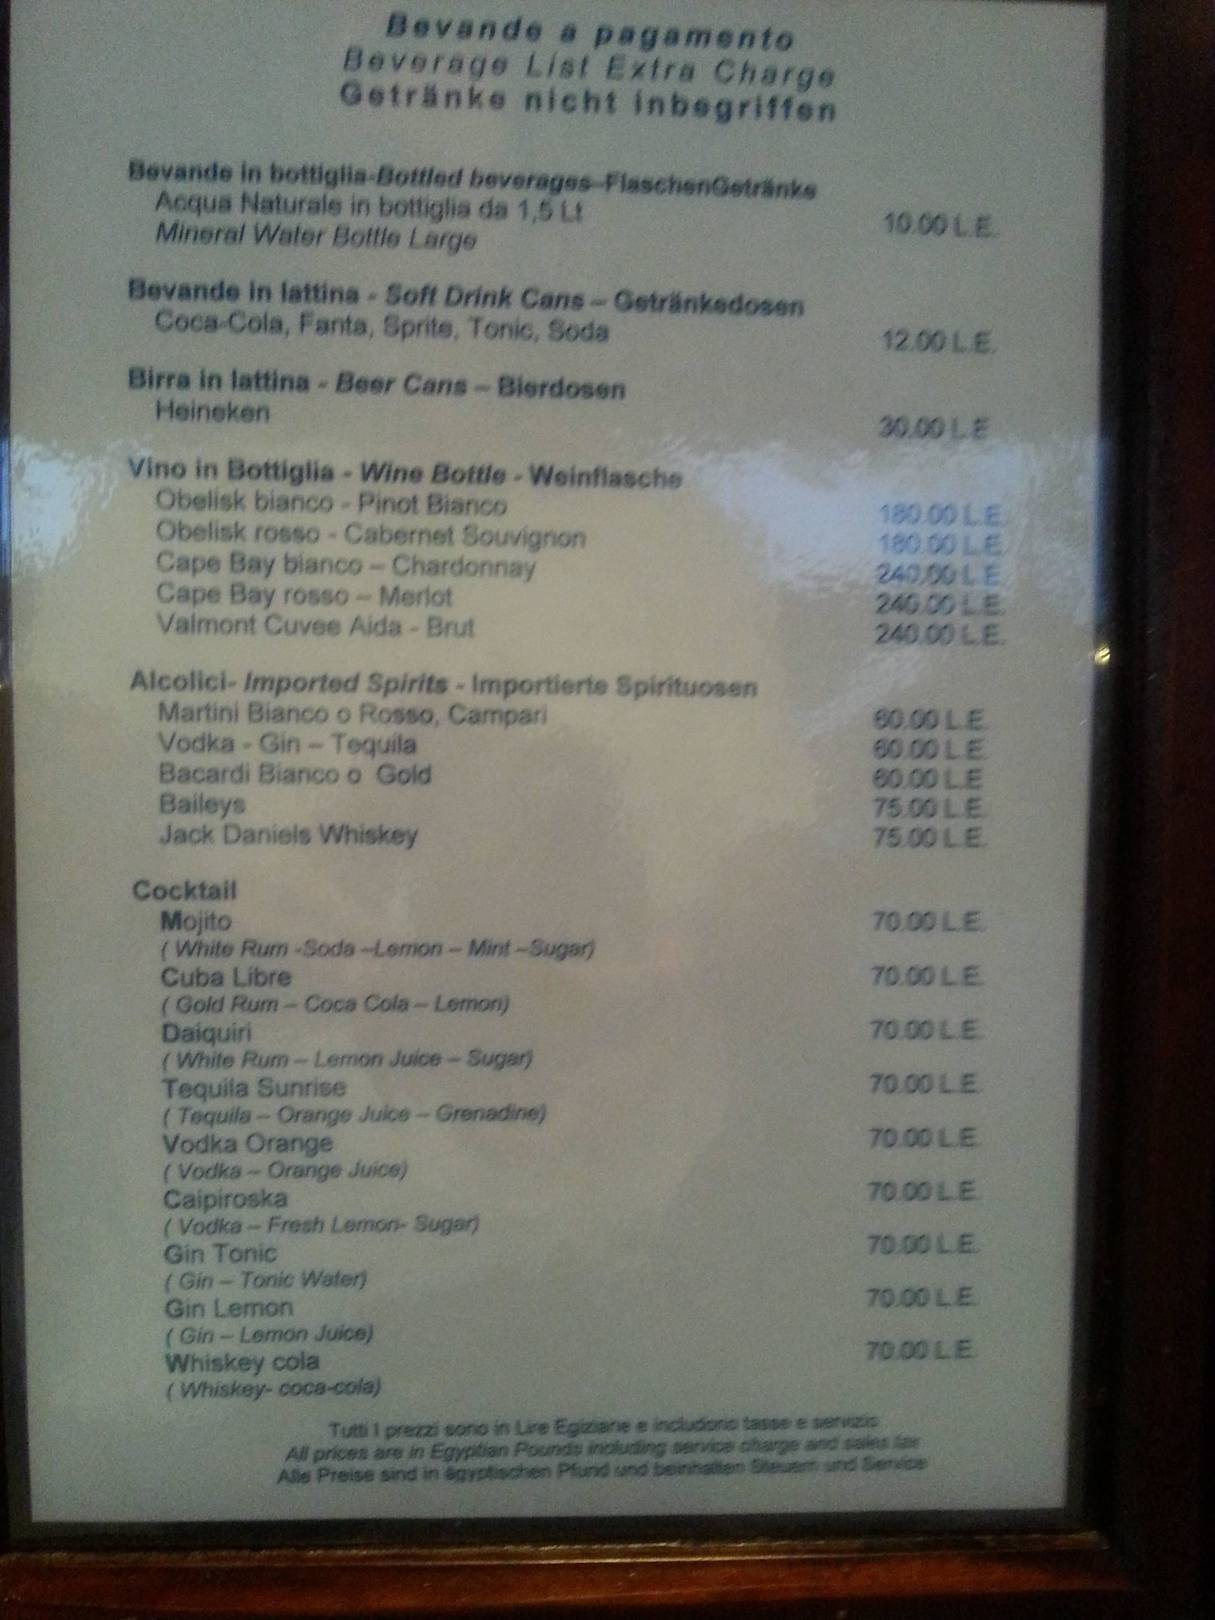 Bevande a pagamento
Beverage List Extra Charge
Getränke nicht inbegriffen
Bevande in bottiglia-Bottled beverages-FlaschenGetränke
Acqua Naturale in bottiglia da 1,5 Lt
Mineral Water Bottle Large 10.00 L.E.
Bevande in lattina - Soft Drink Cans – Getränkedosen
Coca-Cola, Fanta, Sprite, Tonic, Soda 12.00 L.E.
Birra in lattina - Beer Cans – Bierdosen
Heineken 30.00 L.E
Vino in Bottiglia - Wine Bottle - Weinflasche
Obelisk bianco - Pinot Bianco 180.00 L.E.
Obelisk rosso - Cabernet Souvignon 180.00 L.E.
Cape Bay bianco – Chardonnay 240.00 L.E.
Cape Bay rosso – Merlot 240.00 L.E.
Valmont Cuvee Aida - Brut 240.00 L.E.
Alcolici- Imported Spirits - Importierte Spirituosen
Martini Bianco o Rosso, Campari 60.00 L.E.
Vodka - Gin – Tequila 60.00 L.E.
Bacardi Bianco o Gold 60.00 L.E
Baileys 75.00 L.E.
Jack Daniels Whiskey 75.00 L.E.
Cocktail
Mojito 70.00 L.E.
( White Rum -Soda –Lemon – Mint –Sugar)
Cuba Libre 70.00 L.E.
( Gold Rum – Coca Cola – Lemon)
Daiquiri 70.00 L.E.
( White Rum – Lemon Juice – Sugar)
Tequila Sunrise 70.00 L.E.
( Tequila – Orange Juice – Grenadine)
Vodka Orange 70.00 L.E.
( Vodka – Orange Juice)
Caipiroska 70.00 L.E.
( Vodka – Fresh Lemon- Sugar)
Gin Tonic 70.00 L.E.
( Gin – Tonic Water)
Gin Lemon 70.00 L.E.
( Gin – Lemon Juice)
Whiskey cola 70.00 L.E.
( Whiskey- coca-cola)
Tutti I prezzi sono in Lire Egiziane e includono tasse e servizio
All prices are in Egyptian Pounds including service charge and sales tax
Alle Preise sind in ägyptischen Pfund und beinhalten Steuern und Service